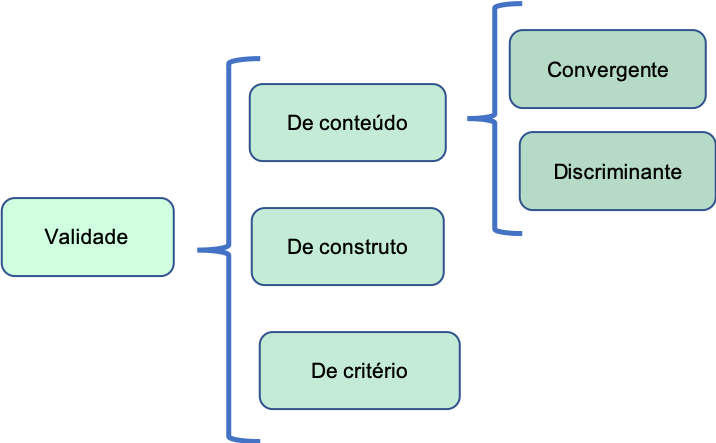 Validade
De conteúdo
De construto
De critério
Convergente
Discriminante